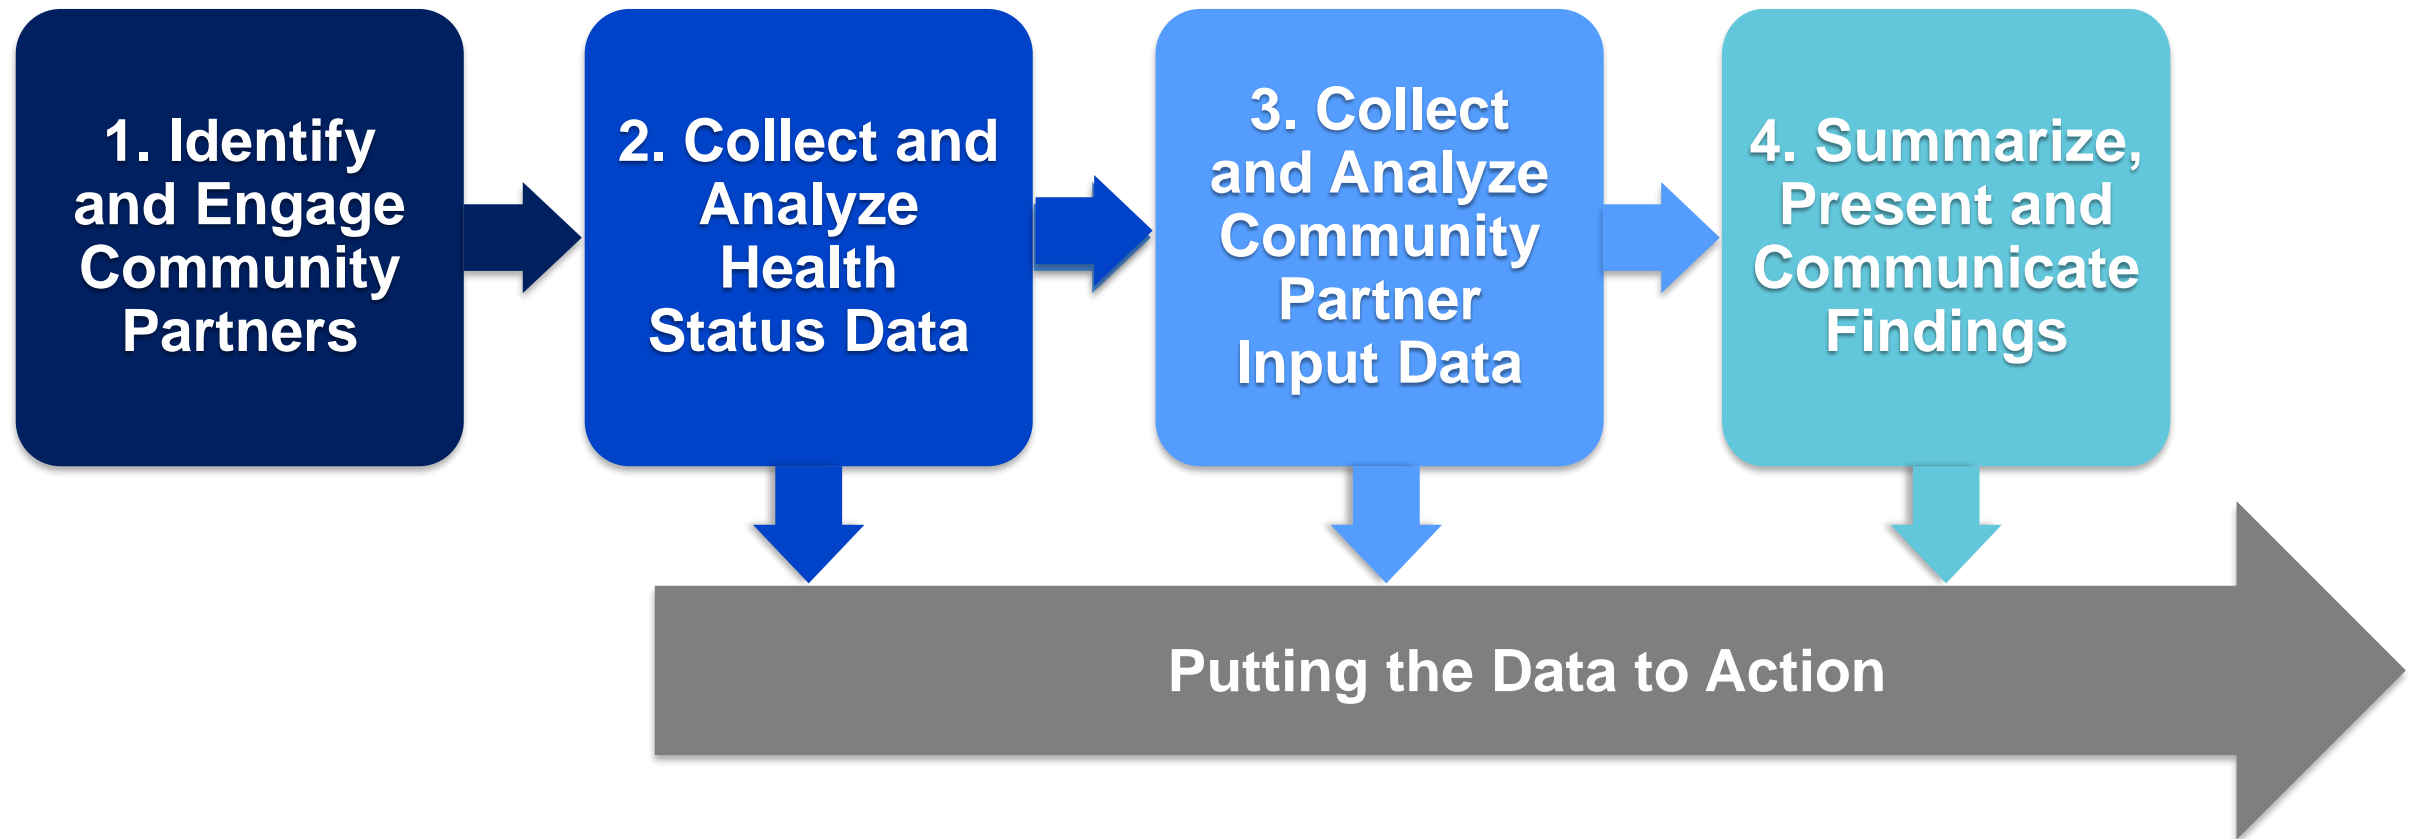 1. Identify
and Engage
Community
Partners
2. Collect and
Analyze
Health
Status Data
3. Collect
and Analyze
Community
Partner
Input Data
4. Summarize,
Present and
Communicate
Findings
Putting the Data to Action